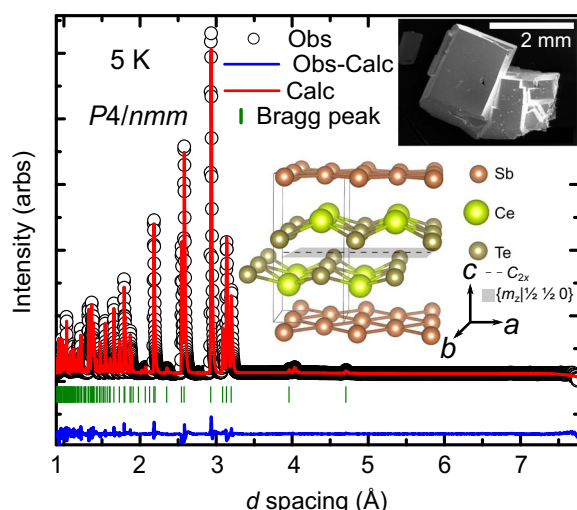 5 K
Obs
Obs-Calc
P4/nmm
Calc
Bragg peak
2 mm
Sb
Ce
Te
C2x
{mz|½ ½ 0}
c
b
a
Intensity (arbs)
1 2 3 4 5 6 7
d spacing (Å)